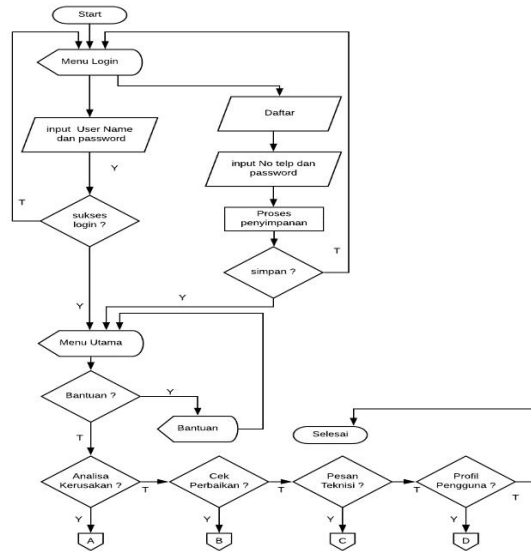 Start
Menu Login
Daftar
input User Name
dan password
input No telp dan
password
Y
T
sukses
login ?
Proses
penyimpanan
T
simpan ?
Y
Y
Menu Utama
Bantuan ?
Y
Bantuan
Selesai
T
Analisa
Kerusakan ?
T
Cek
Perbaikan ?
T
Pesan
Teknisi ?
T
Profil
Pengguna ?
T
Y
Y
Y
Y
A
B
C
D